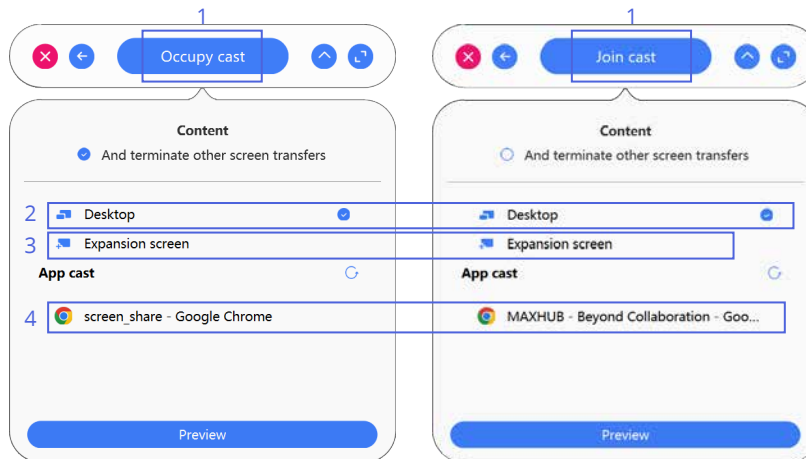 1
1
Occupy cast
Join cast
Content
And terminate other screen transfers
Content
And terminate other screen transfers
2
Desktop
Desktop
3
Expansion screen
Expansion screen
App cast
App cast
4
screen_share - Google Chrome
MAXHUB - Beyond Collaboration - Goo...
Preview
Preview